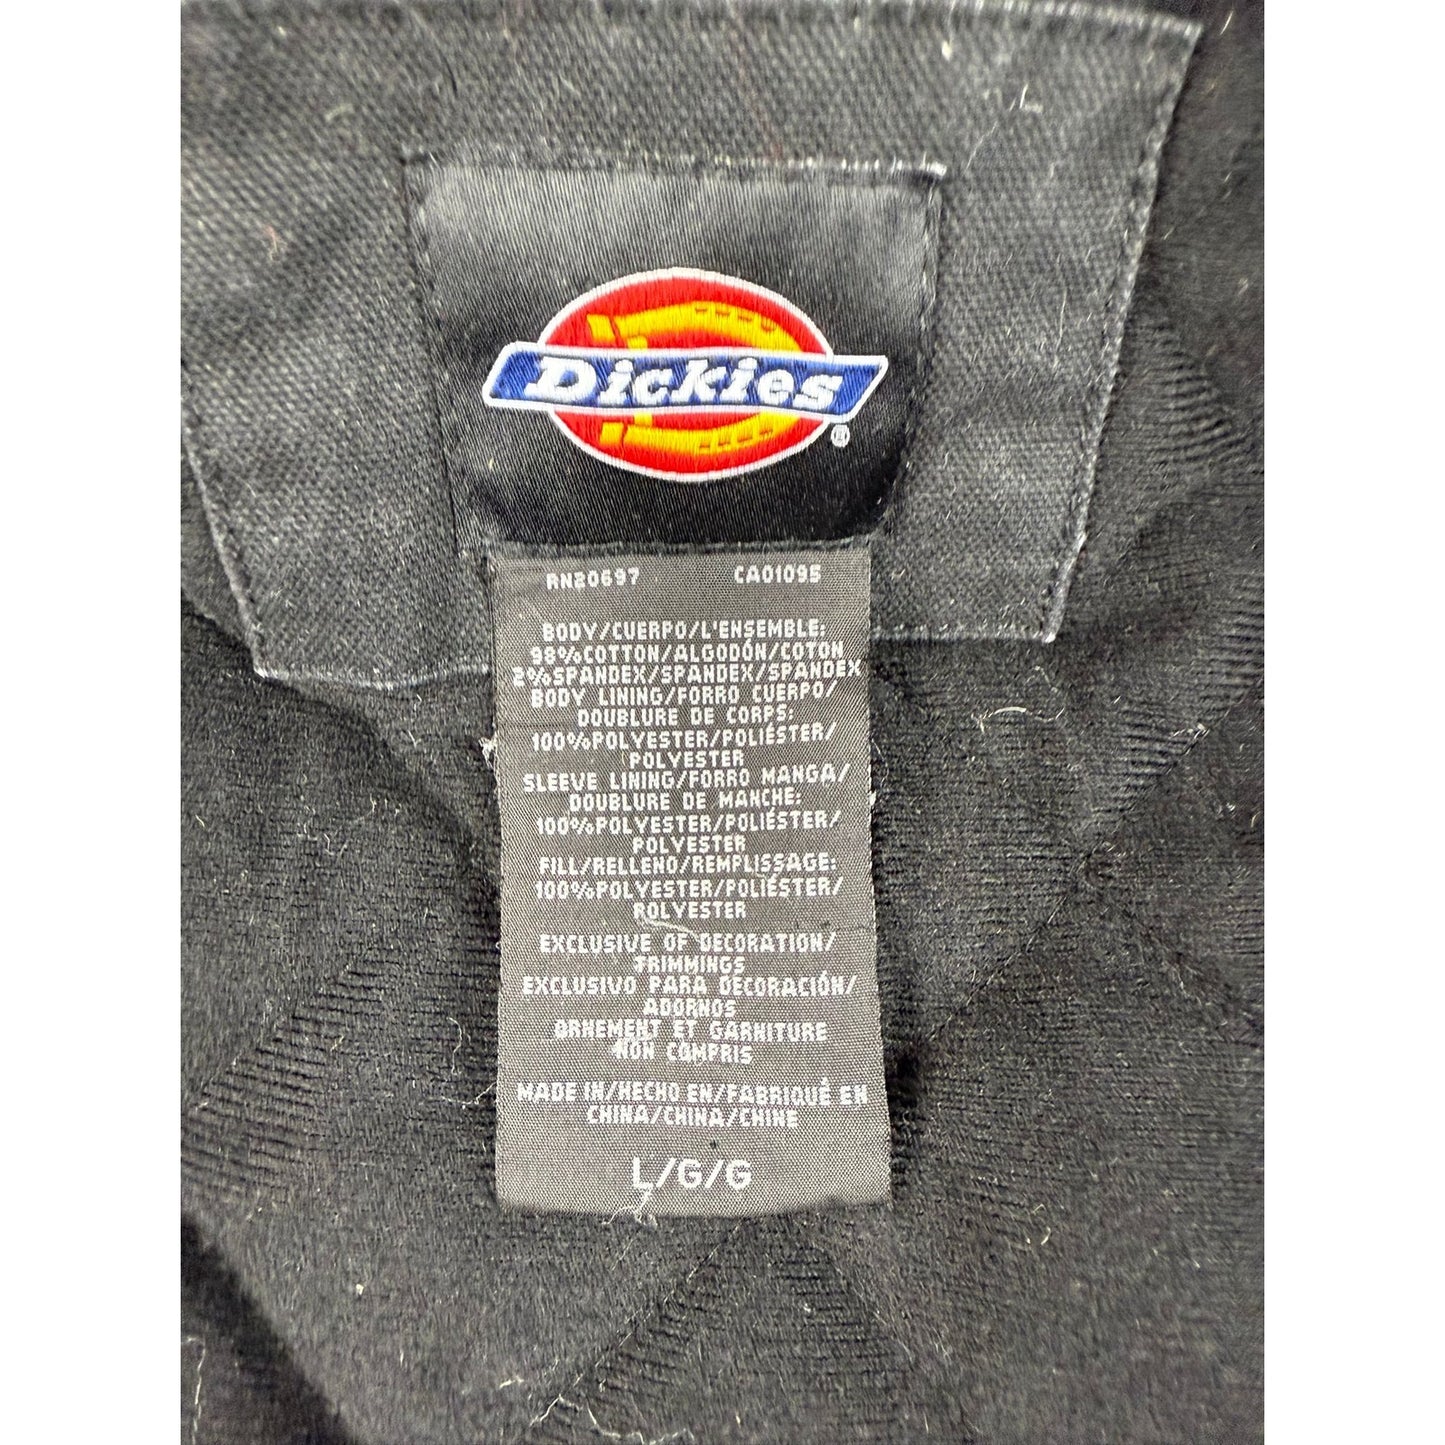 Dickies
®
RN20697 CA01095
BODY/CUERPO/L'ENSEMBLE:
98%COTTON/ALGODÓN/COTON
2%SPANDEX/SPANDEX/SPANDEX
BODY LINING/FORRO CUERPO/
DOUBLURE DE CORPS:
100%POLYESTER/POLIÉSTER/
POLYESTER
SLEEVE LINING/FORRO MANGA/
DOUBLURE DE MANCHE:
100%POLYESTER/POLIÉSTER/
POLYESTER
FILL/RELLENO/REMPLISSAGE:
100%POLYESTER/POLIÉSTER/
POLYESTER
EXCLUSIVE OF DECORATION/
TRIMMINGS
EXCLUSIVO PARA DECORACIÓN/
ADORNOS
ORNEMENT ET GARNITURE
NON COMPRIS
MADE IN/HECHO EN/FABRIQUÉ EN
CHINA/CHINA/CHINE
L/G/G